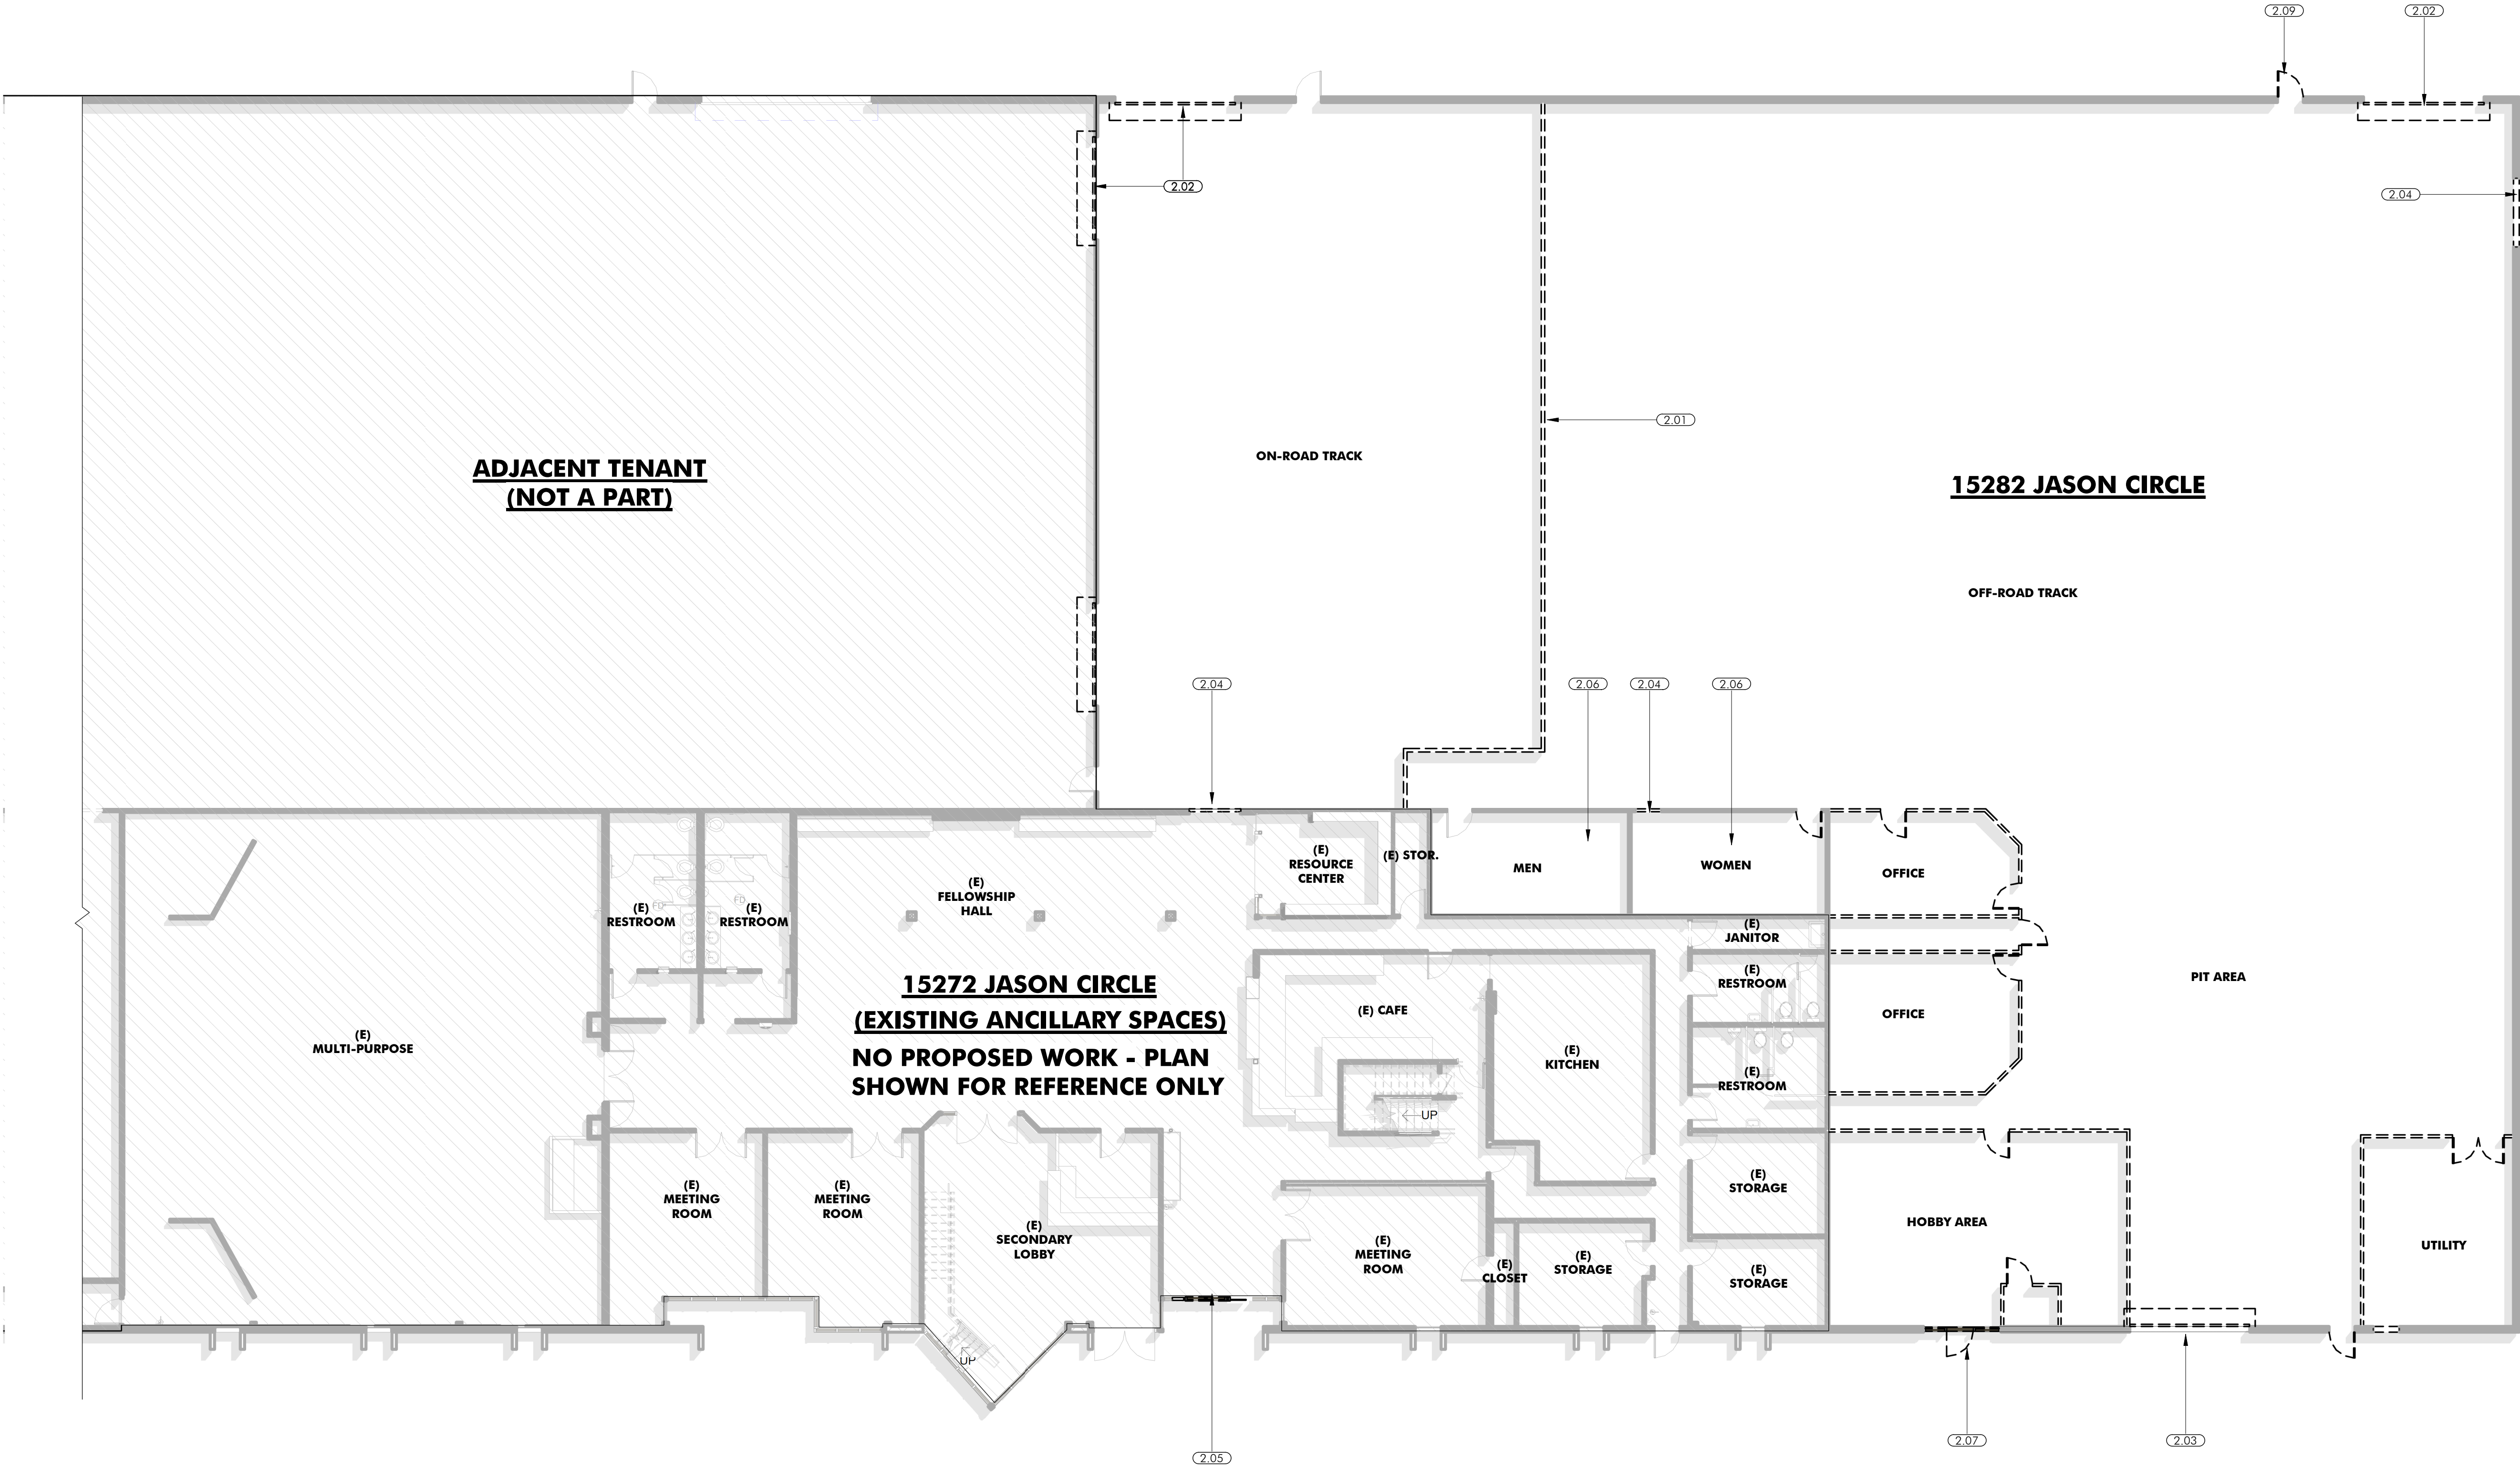 2.09
2.02
2.02
2.04
2.01
ON-ROAD TRACK
ADJACENT TENANT
(NOT A PART)
15282 JASON CIRCLE
OFF-ROAD TRACK
2.04
2.06
2.04
2.06
(E)
RESOURCE
CENTER
(E) STOR.
MEN
WOMEN
OFFICE
(E)
FELLOWSHIP
HALL
(E)
RESTROOM
(E)
RESTROOM
FD
FD
(E)
JANITOR
(E)
RESTROOM
PIT AREA
15272 JASON CIRCLE
(EXISTING ANCILLARY SPACES)
NO PROPOSED WORK - PLAN
SHOWN FOR REFERENCE ONLY
(E) CAFE
OFFICE
(E)
MULTI-PURPOSE
(E)
KITCHEN
(E)
RESTROOM
UP
(E)
MEETING
ROOM
(E)
MEETING
ROOM
(E)
STORAGE
(E)
SECONDARY
LOBBY
HOBBY AREA
UTILITY
(E)
MEETING
ROOM
(E)
CLOSET
(E)
STORAGE
(E)
STORAGE
UP
2.05
2.07
2.03